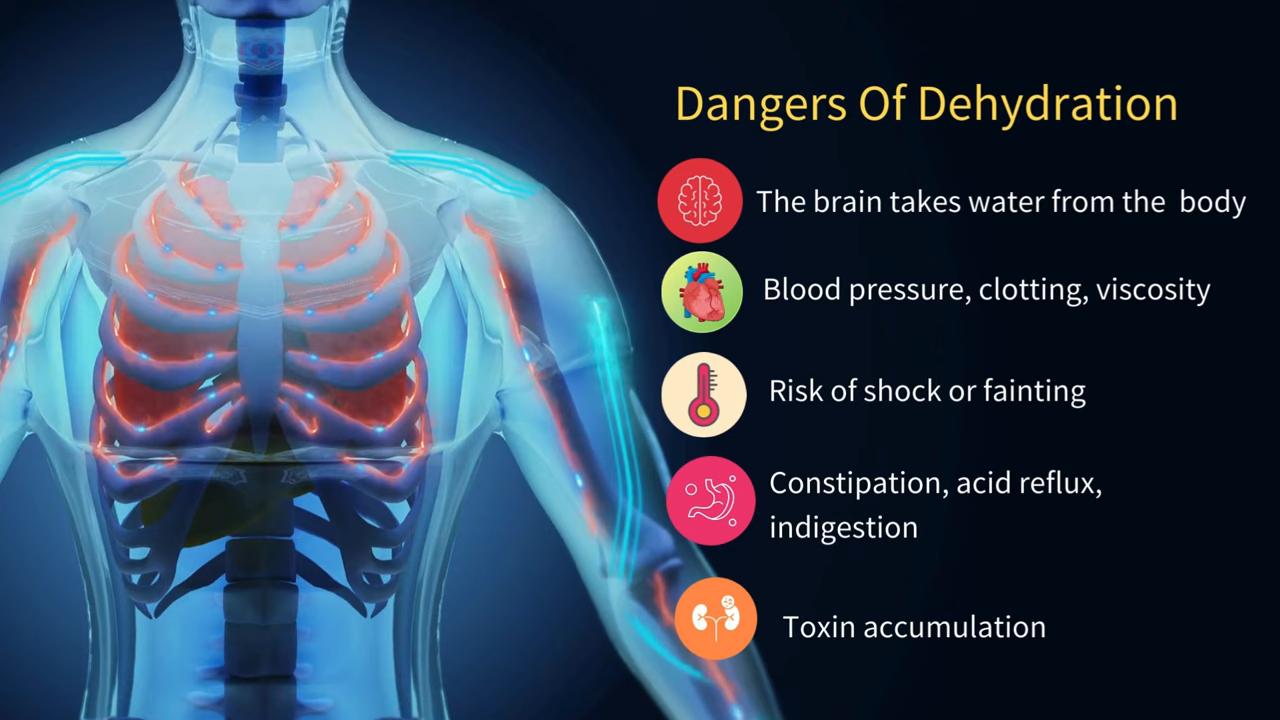 Dangers Of Dehydration
The brain takes water from the  body
Blood pressure, clotting, viscosity
Risk of shock or fainting
Constipation, acid reflux,
indigestion
Toxin accumulation